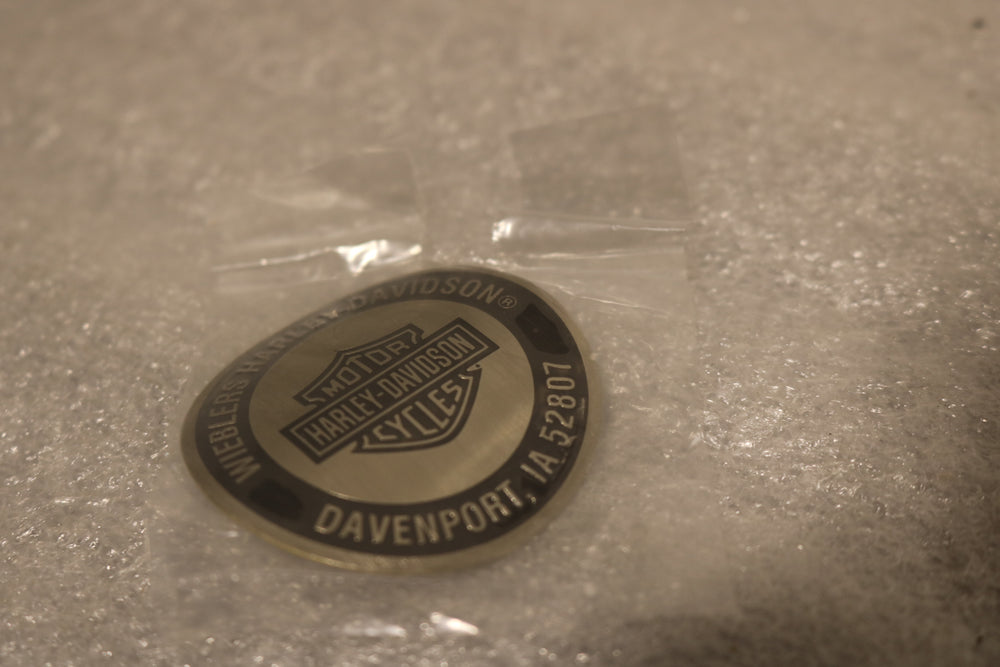 WIEBLERS HARLEY-DAVIDSON®
MOTOR
HARLEY-DAVIDSON
CYCLES
DAVENPORT, IA 52807